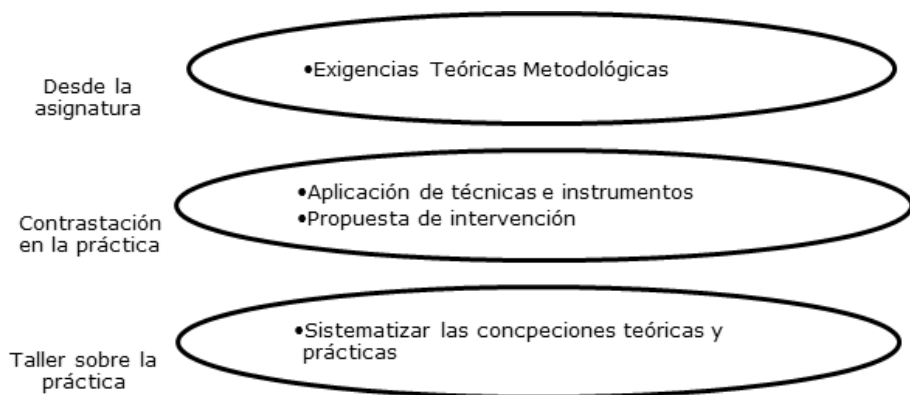 Desde la
asignatura
•Exigencias Teóricas Metodológicas
Contrastación
en la práctica
•Aplicación de técnicas e instrumentos
•Propuesta de intervención
Taller sobre la
práctica
•Sistematizar las concpeciones teóricas y
prácticas